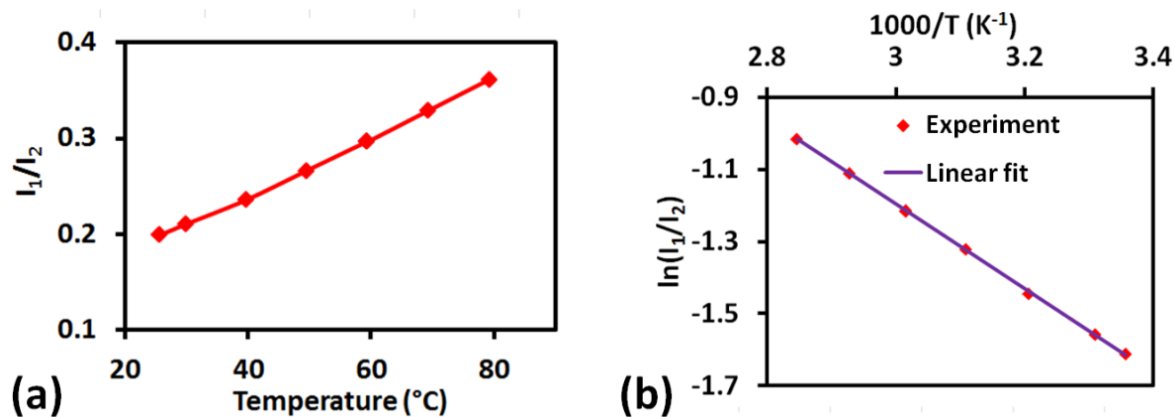 0.4
0.3
0.2
0.1
I₁/I₂
20 40 60 80
Temperature (°C)
(a)
1000/T (K⁻¹)
2.8 3 3.2 3.4
-0.9
-1.1
-1.3
-1.5
-1.7
ln(I₁/I₂)
Experiment
Linear fit
(b)